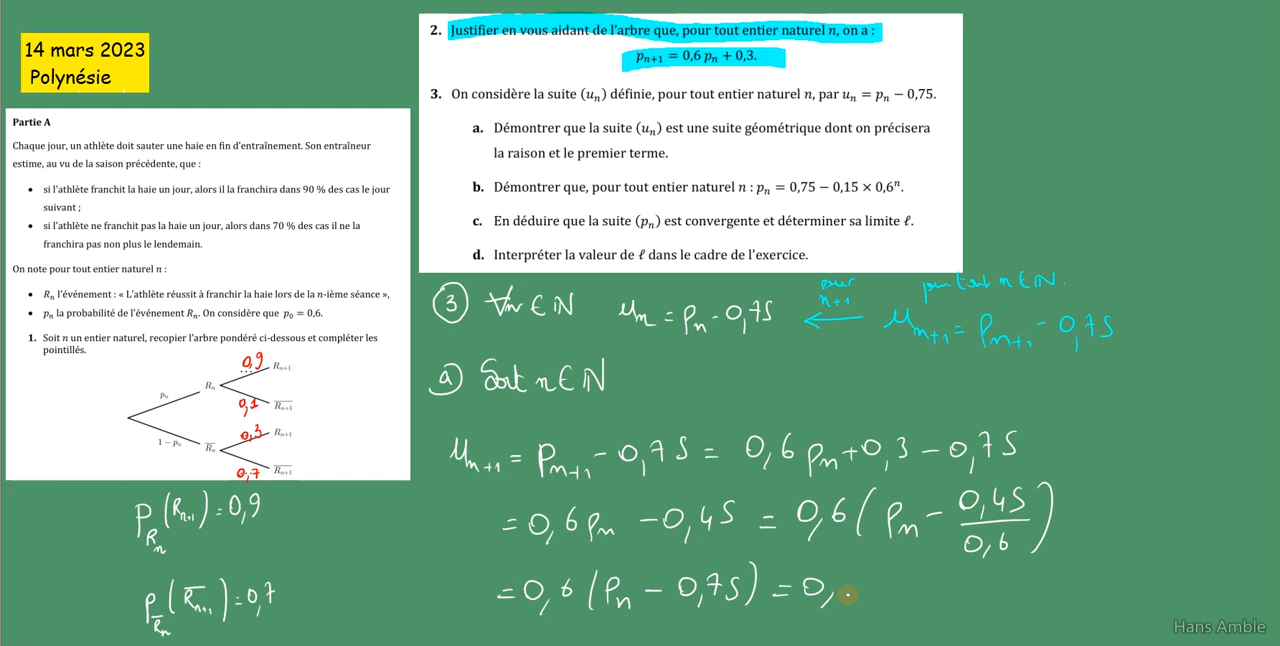 14 mars 2023
Polynésie
Partie A
Chaque jour, un athlète doit sauter une haie en fin d'entraînement. Son entraîneur
estime, au vu de la saison précédente, que :
• si l'athlète franchit la haie un jour, alors il la franchira dans 90 % des cas le jour
suivant ;
• si l'athlète ne franchit pas la haie un jour, alors dans 70 % des cas il ne la
franchira pas non plus le lendemain.
On note pour tout entier naturel n :
• Rₙ l'événement : « L'athlète réussit à franchir la haie lors de la n-ième séance »,
• pₙ la probabilité de l'événement Rₙ. On considère que p₀ = 0,6.
1. Soit n un entier naturel, recopier l'arbre pondéré ci-dessous et compléter les
pointillés.
0,9 Rₙ₊₁
pₙ Rₙ
0,1 R̅ₙ₊₁
0,3 Rₙ₊₁
1 − pₙ R̅ₙ
0,7 R̅ₙ₊₁
P_{Rₙ}(Rₙ₊₁) = 0,9
P_{R̅ₙ}(R̅ₙ₊₁) = 0,7
2. Justifier en vous aidant de l'arbre que, pour tout entier naturel n, on a :
pₙ₊₁ = 0,6 pₙ + 0,3.
3. On considère la suite (uₙ) définie, pour tout entier naturel n, par uₙ = pₙ − 0,75.
a. Démontrer que la suite (uₙ) est une suite géométrique dont on précisera
la raison et le premier terme.
b. Démontrer que, pour tout entier naturel n : pₙ = 0,75 − 0,15 × 0,6ⁿ.
c. En déduire que la suite (pₙ) est convergente et déterminer sa limite ℓ.
d. Interpréter la valeur de ℓ dans le cadre de l'exercice.
3 ∀n ∈ ℕ uₙ = pₙ - 0,75
pour n+1
←
pour tout n ∈ ℕ.
uₙ₊₁ = pₙ₊₁ - 0,75
a) Soit n ∈ ℕ
uₙ₊₁ = pₙ₊₁ - 0,75 = 0,6 pₙ + 0,3 - 0,75
= 0,6pₙ - 0,45 = 0,6(pₙ - 0,45/0,6)
= 0,6(pₙ - 0,75) = 0,
Hans Amble